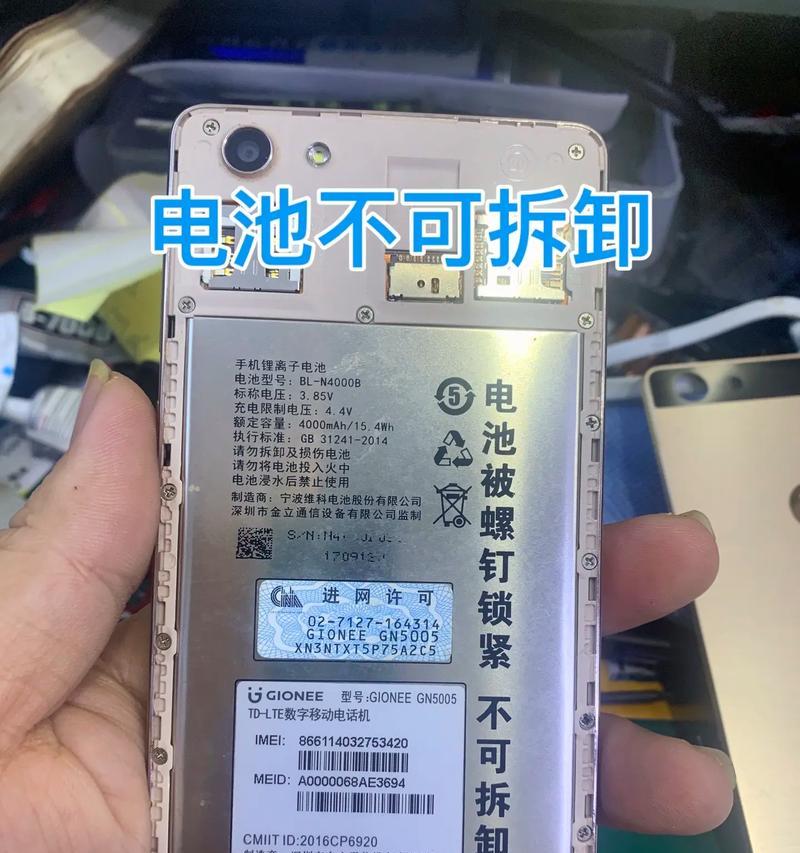 电池不可拆卸
手机锂离子电池
电池型号: BL-N4000B
标称电压: 3.85V
充电限制电压: 4.4V
额定容量: 4000mAh/15.4Wh
执行标准: GB 31241-2014
请勿拆卸及损伤电池
请勿将电池投入火中
电池浸水后禁止使用
制造商: 宁波维科电池股份有限公司
深圳市金立通信设备有限公司监制
5
电池被螺钉锁紧 不可拆卸
进网许可
02-7127-164314
GIONEE GN5005
XN3NTXT5P75A2C5
GIONEE 型号:GIONEE GN5005
TD-LTE数字移动电话机
IMEI: 866114032753420
MEID: A0000068AE3694
CMIIT ID:2016CP6920